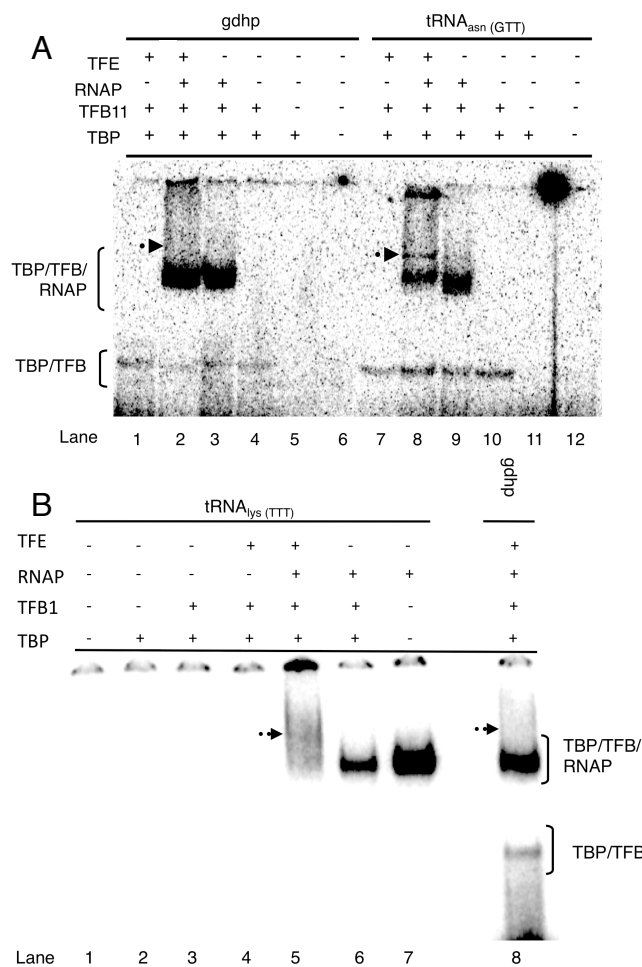 A
gdhp tRNAasn (GTT)
TFE + + - - - - + + - - - -
RNAP - + + - - - - + + - - -
TFB11 + + + + - - + + + + - -
TBP + + + + + - + + + + + -
TBP/TFB/
RNAP
TBP/TFB
Lane 1 2 3 4 5 6 7 8 9 10 11 12
B
tRNAlys (TTT) gdhp
TFE - - - + + - - +
RNAP - - - - + + + +
TFB1 - - + + + + - +
TBP - + + + + + - +
TBP/TFB/
RNAP
TBP/TFB
Lane 1 2 3 4 5 6 7 8